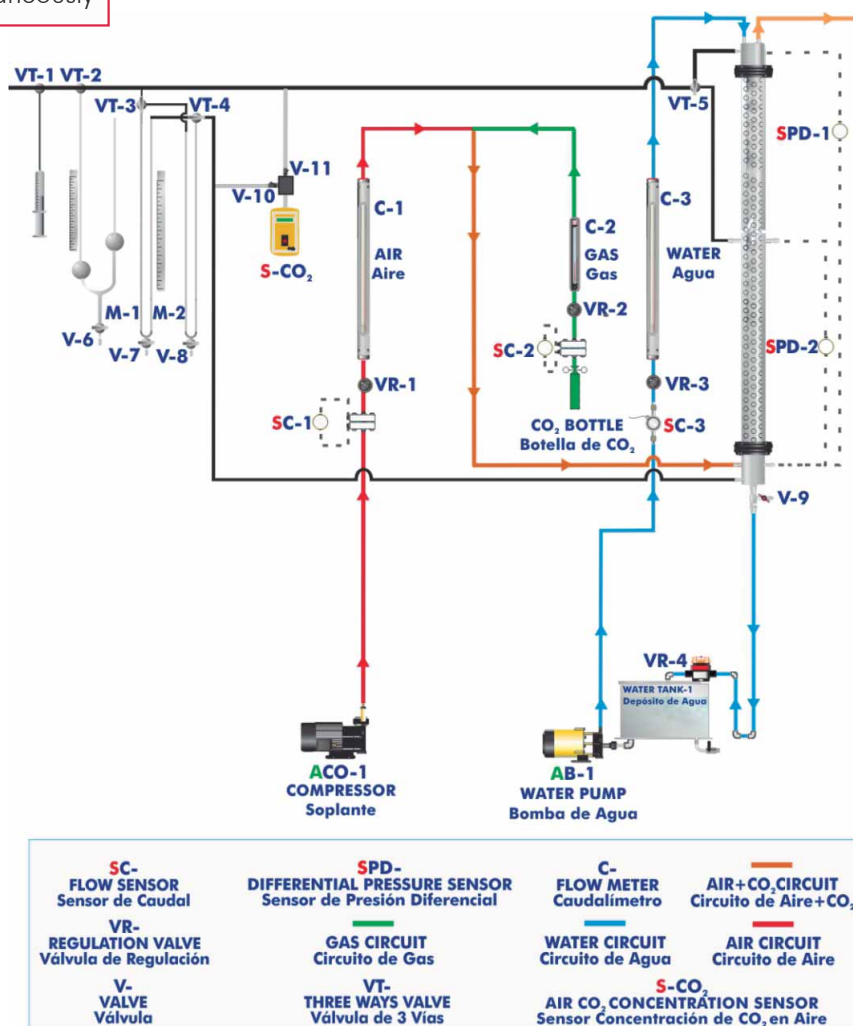 VT-1 VT-2
VT-3 VT-4
VT-5
SPD-1
V-11
V-10
S-CO₂
C-1
AIR
Aire
C-2
GAS
Gas
C-3
WATER
Agua
M-1 M-2
V-6
V-7
V-8
VR-2
SC-2
SPD-2
VR-1
VR-3
SC-1
CO₂ BOTTLE
Botella de CO₂
SC-3
V-9
VR-4
WATER TANK-1
Depósito de Agua
ACO-1
COMPRESSOR
Soplante
AB-1
WATER PUMP
Bomba de Agua
SC-
FLOW SENSOR
Sensor de Caudal
SPD-
DIFFERENTIAL PRESSURE SENSOR
Sensor de Presión Diferencial
C-
FLOW METER
Caudalímetro
AIR+CO₂CIRCUIT
Circuito de Aire+CO₂
VR-
REGULATION VALVE
Válvula de Regulación
GAS CIRCUIT
Circuito de Gas
WATER CIRCUIT
Circuito de Agua
AIR CIRCUIT
Circuito de Aire
V-
VALVE
Válvula
VT-
THREE WAYS VALVE
Válvula de 3 Vías
S-CO₂
AIR CO₂ CONCENTRATION SENSOR
Sensor Concentración de CO₂ en Aire